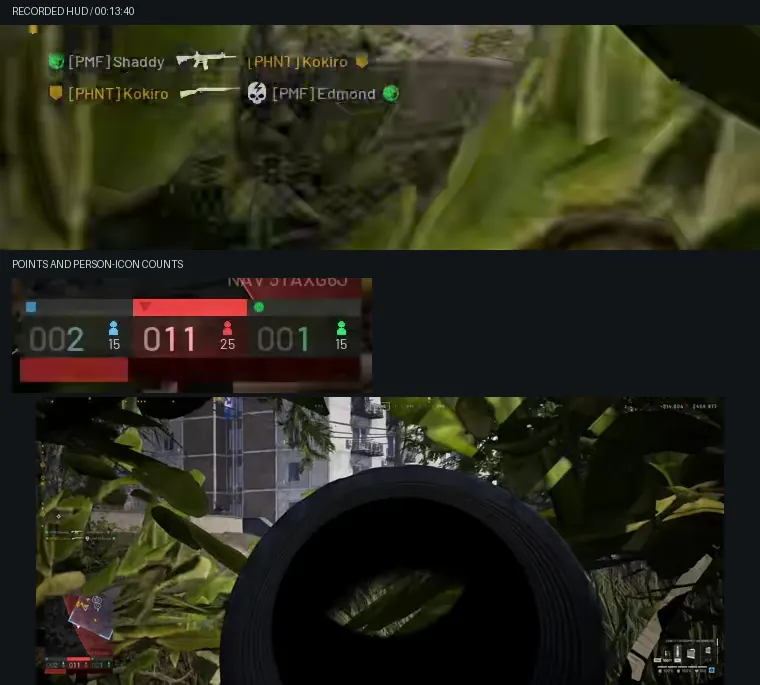 RECORDED HUD / 00:13:40
[PMF]Shaddy [PHNT]Kokiro
[PHNT]Kokiro [PMF]Edmond
POINTS AND PERSON-ICON COUNTS
002 15 011 25 001 15